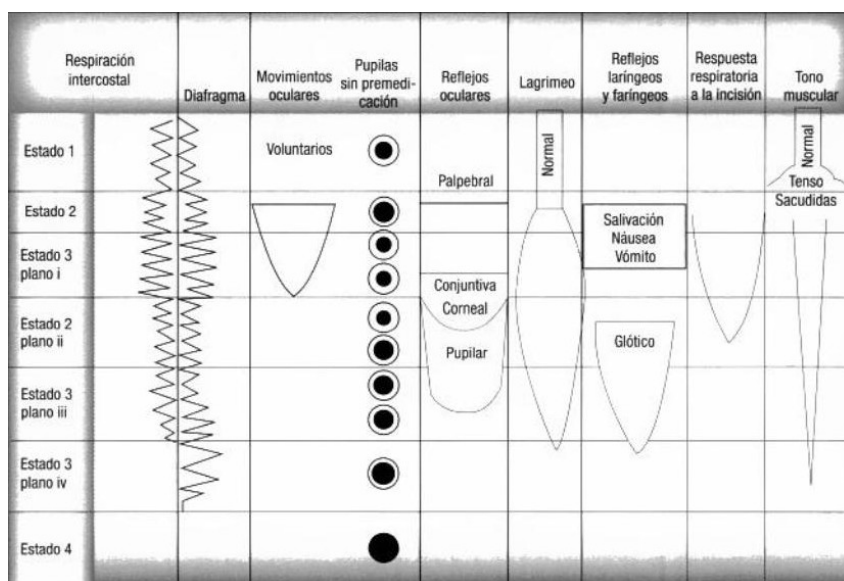 Respiración
intercostal
Diafragma
Movimientos
oculares
Pupilas
sin premedi-
cación
Reflejos
oculares
Lagrimeo
Reflejos
laríngeos
y faríngeos
Respuesta
respiratoria
a la incisión
Tono
muscular
Estado 1
Voluntarios
Palpebral
Normal
Normal
Tenso
Sacudidas
Estado 2
Salivación
Náusea
Vómito
Estado 3
plano i
Conjuntiva
Corneal
Estado 2
plano ii
Pupilar
Glótico
Estado 3
plano iii
Estado 3
plano iv
Estado 4